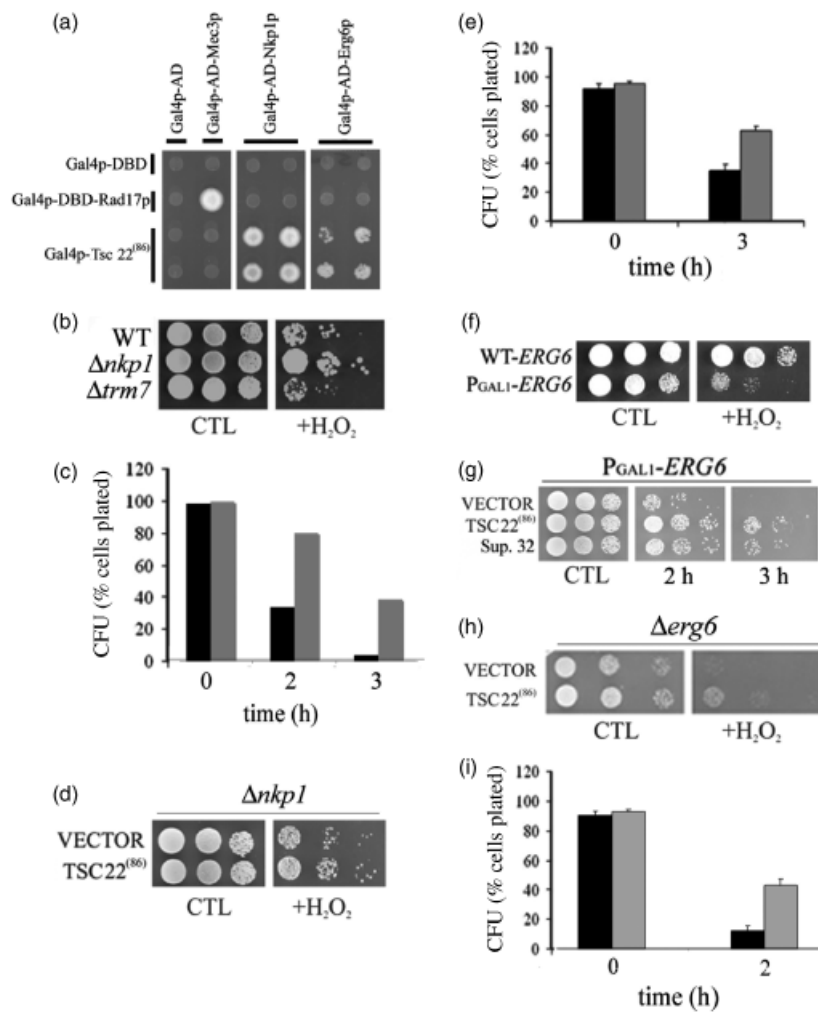 (a)
Gal4p-AD
Gal4p-AD-Mec3p
Gal4p-AD-Nkp1p
Gal4p-AD-Erg6p
Gal4p-DBD
Gal4p-DBD-Rad17p
Gal4p-Tsc 22(86)
(b)
WT
Δnkp1
Δtrm7
CTL
+H₂O₂
(c)
CFU (% cells plated)
120
100
80
60
40
20
0
0
2
3
time (h)
(d)
Δnkp1
VECTOR
TSC22(86)
CTL
+H₂O₂
(e)
CFU (% cells plated)
120
100
80
60
40
20
0
0
3
time (h)
(f)
WT-ERG6
PGAL1-ERG6
CTL
+H₂O₂
(g)
PGAL1-ERG6
VECTOR
TSC22(86)
Sup. 32
CTL
2 h
3 h
(h)
Δerg6
VECTOR
TSC22(86)
CTL
+H₂O₂
(i)
CFU (% cells plated)
120
100
80
60
40
20
0
0
2
time (h)